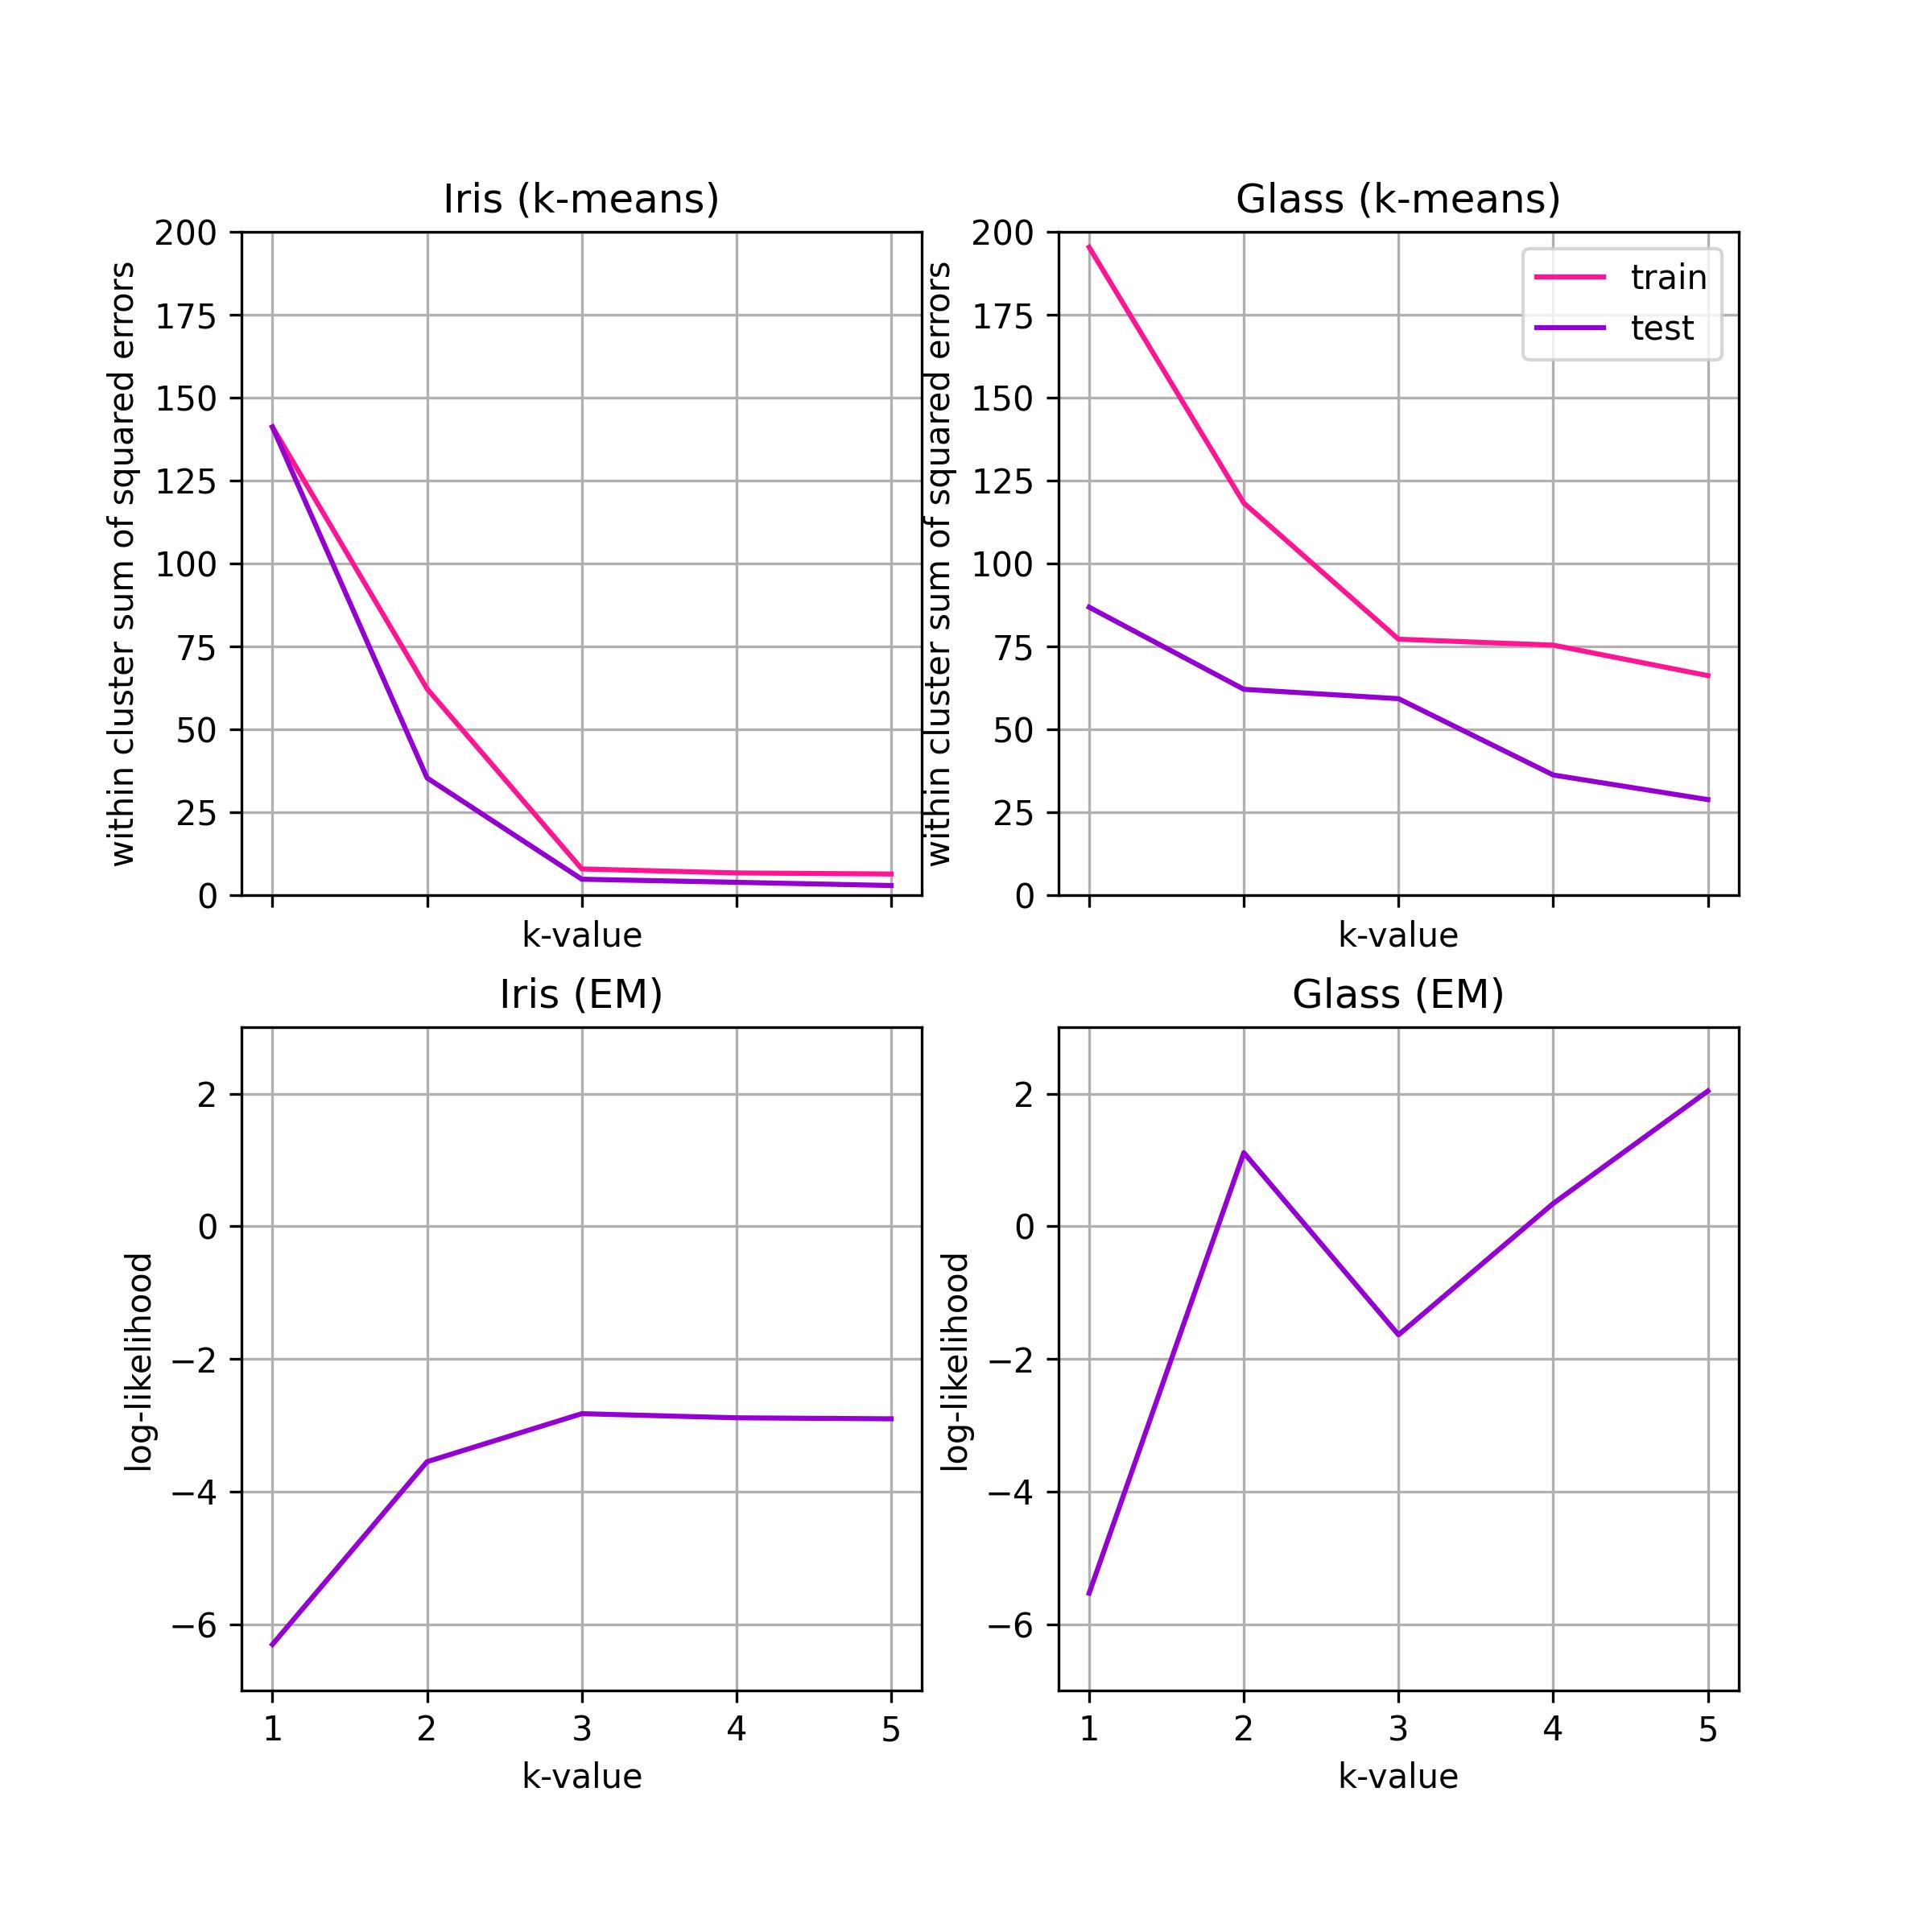 Iris (k-means)
within cluster sum of squared errors
200
175
150
125
100
75
50
25
0
k-value
Glass (k-means)
within cluster sum of squared errors
200
175
150
125
100
75
50
25
0
train
test
k-value
Iris (EM)
log-likelihood
2
0
−2
−4
−6
1 2 3 4 5
k-value
Glass (EM)
log-likelihood
2
0
−2
−4
−6
1 2 3 4 5
k-value